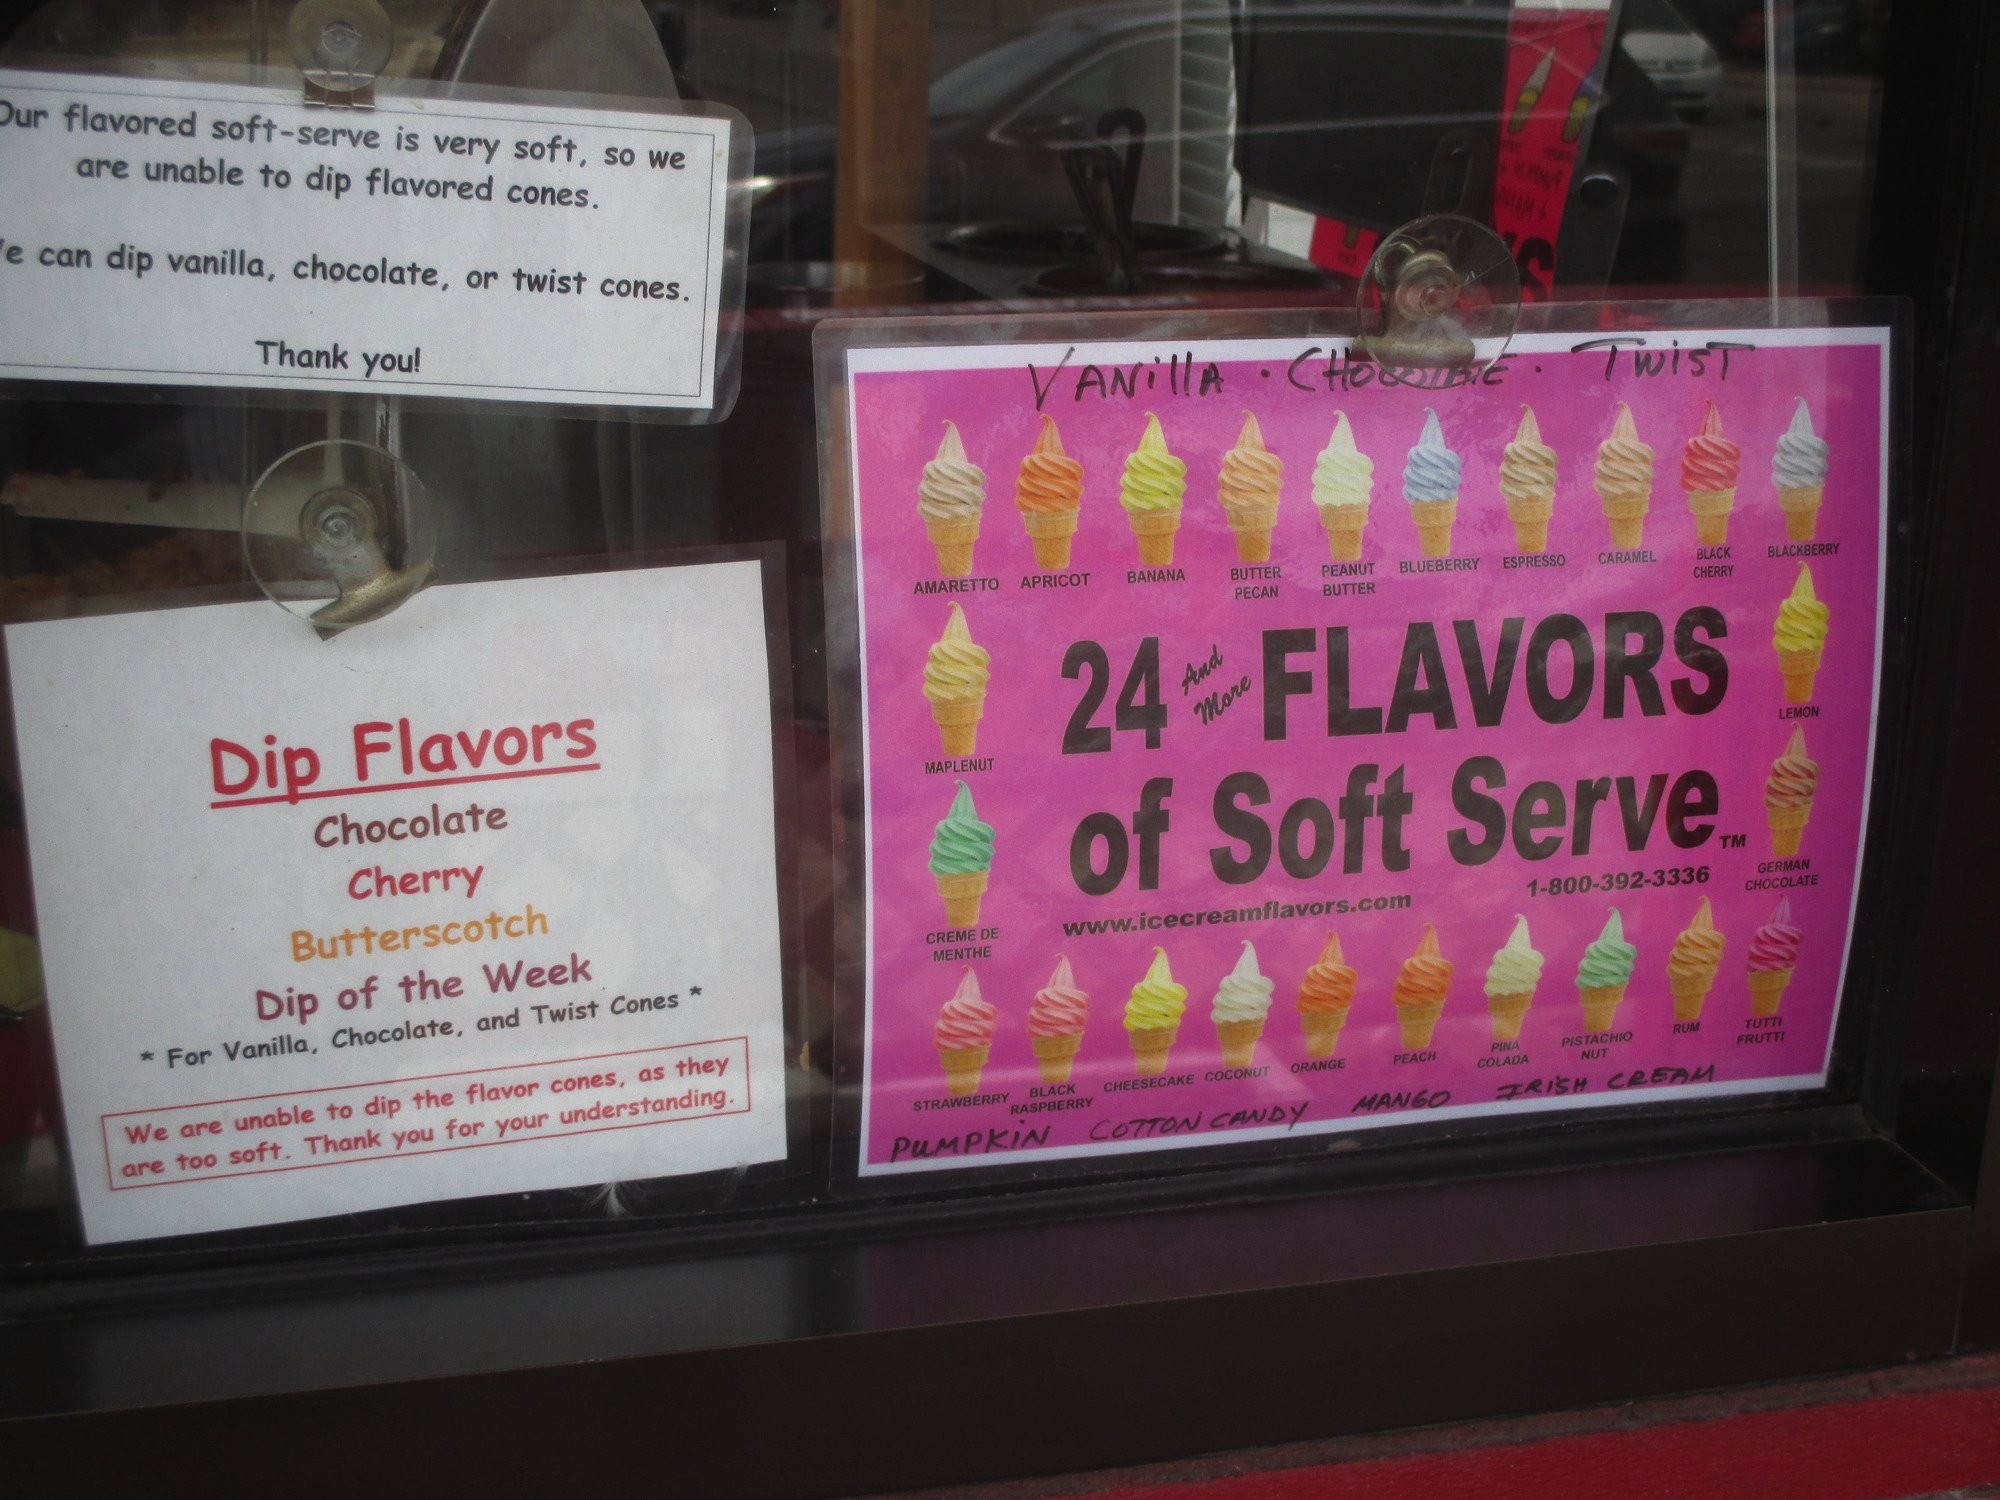 Our flavored soft-serve is very soft, so we
are unable to dip flavored cones.
can dip vanilla, chocolate, or twist cones.
Thank you!
Dip Flavors
Chocolate
Cherry
Butterscotch
Dip of the Week
* For Vanilla, Chocolate, and Twist Cones *
We are unable to dip the flavor cones, as they
are too soft. Thank you for your understanding.
VANILLA · CHOCOLATE · TWIST
AMARETTO
APRICOT
BANANA
BUTTER
PECAN
PEANUT
BUTTER
BLUEBERRY
ESPRESSO
CARAMEL
BLACK
CHERRY
BLACKBERRY
MAPLENUT
24 And More FLAVORS
of Soft Serve TM
LEMON
CREME DE
MENTHE
www.icecreamflavors.com
1-800-392-3336
GERMAN
CHOCOLATE
STRAWBERRY
BLACK
RASPBERRY
CHEESECAKE
COCONUT
ORANGE
PEACH
PINA
COLADA
PISTACHIO
NUT
RUM
TUTTI
FRUTTI
PUMPKIN COTTON CANDY MANGO IRISH CREAM